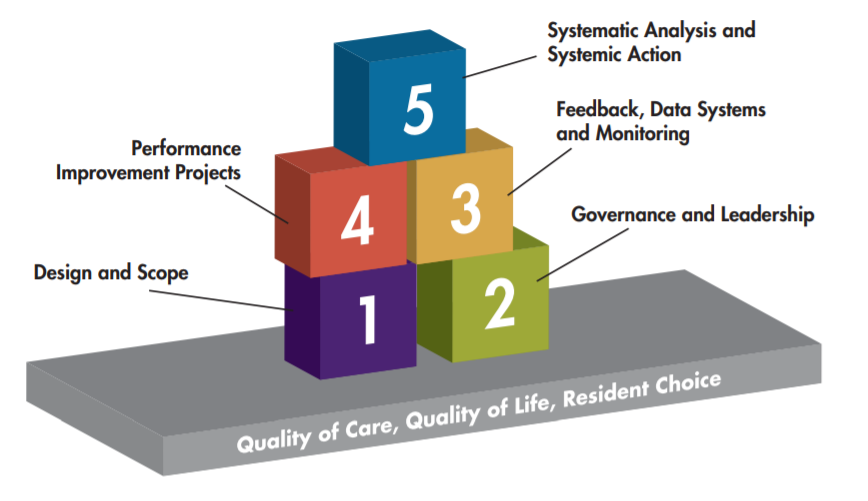 Systematic Analysis and
Systemic Action
5
Feedback, Data Systems
and Monitoring
Performance
Improvement Projects
4
3
Governance and Leadership
Design and Scope
1
2
Quality of Care, Quality of Life, Resident Choice